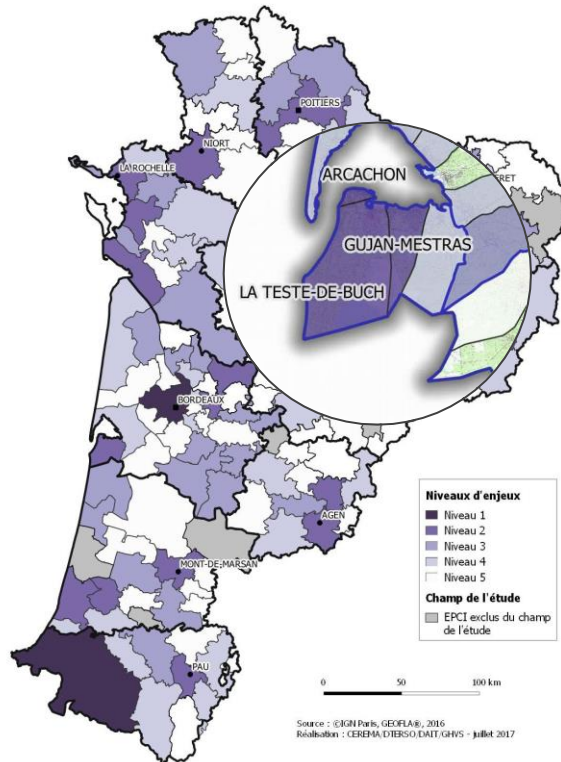 POITIERS
NIORT
LA ROCHELLE
ARCACHON
GUJAN-MESTRAS
LA TESTE-DE-BUCH
BORDEAUX
AGEN
MONT-DE-MARSAN
PAU
Niveaux d'enjeux
Niveau 1
Niveau 2
Niveau 3
Niveau 4
Niveau 5
Champ de l'étude
EPCI exclus du champ
de l'étude
0 50 100 km
Source : ©IGN Paris, GEOFLA®, 2016
Réalisation : CEREMA/DTERSO/DAIT/GHVS - juillet 2017